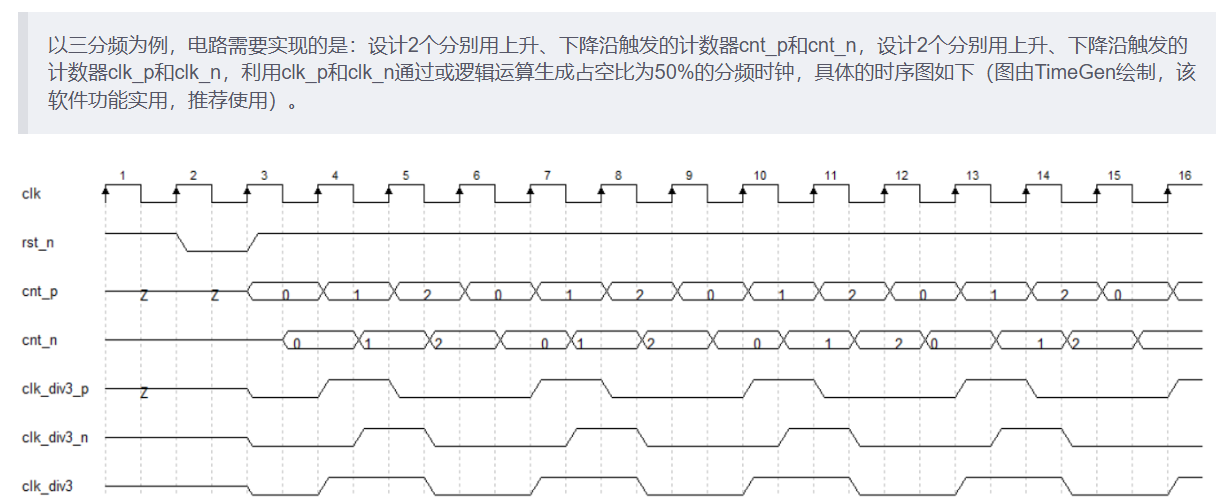 以三分频为例，电路需要实现的是：设计2个分别用上升、下降沿触发的计数器cnt_p和cnt_n，设计2个分别用上升、下降沿触发的
计数器clk_p和clk_n，利用clk_p和clk_n通过或逻辑运算生成占空比为50%的分频时钟，具体的时序图如下（图由TimeGen绘制，该
软件功能实用，推荐使用）。
1 2 3 4 5 6 7 8 9 10 11 12 13 14 15 16
clk
rst_n
cnt_p Z Z 0 1 2 0 1 2 0 1 2 0 1 2 0
cnt_n 0 1 2 0 1 2 0 1 2 0 1 2
clk_div3_p Z
clk_div3_n
clk_div3